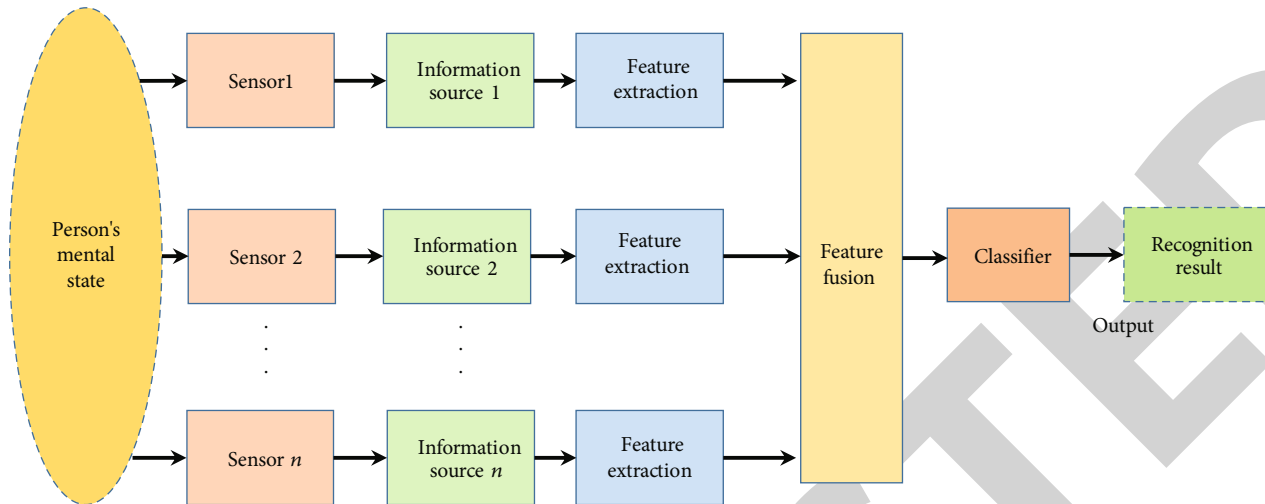 Person's
mental
state
Sensor1
Information
source 1
Feature
extraction
Sensor 2
Information
source 2
Feature
extraction
Sensor n
Information
source n
Feature
extraction
Feature
fusion
Classifier
Recognition
result
Output
TED